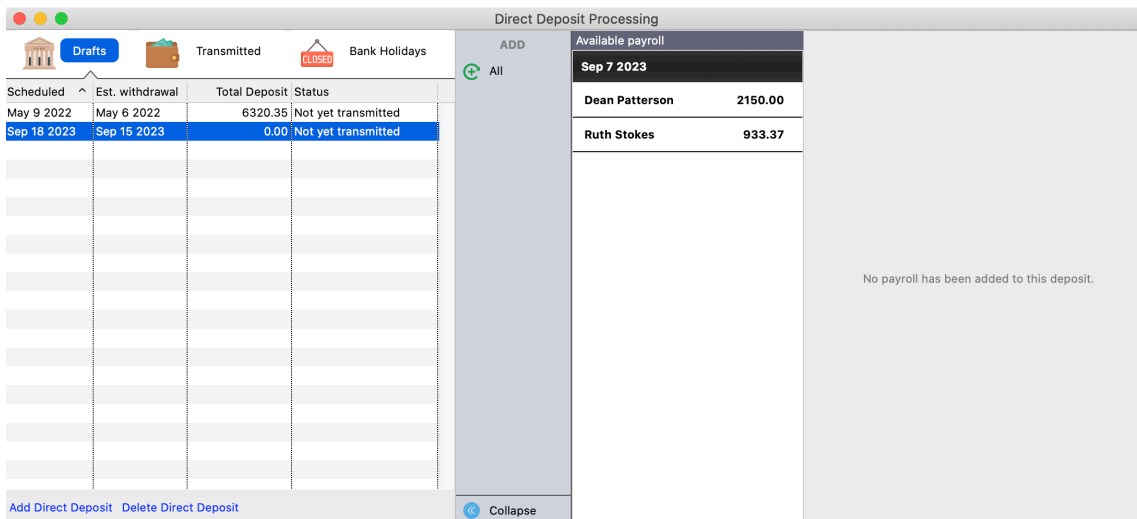 Direct Deposit Processing
Drafts
Transmitted
CLOSED
Bank Holidays
Scheduled Est. withdrawal Total Deposit Status
May 9 2022 May 6 2022 6320.35 Not yet transmitted
Sep 18 2023 Sep 15 2023 0.00 Not yet transmitted
Add Direct Deposit Delete Direct Deposit
ADD
All
Collapse
Available payroll
Sep 7 2023
Dean Patterson 2150.00
Ruth Stokes 933.37
No payroll has been added to this deposit.